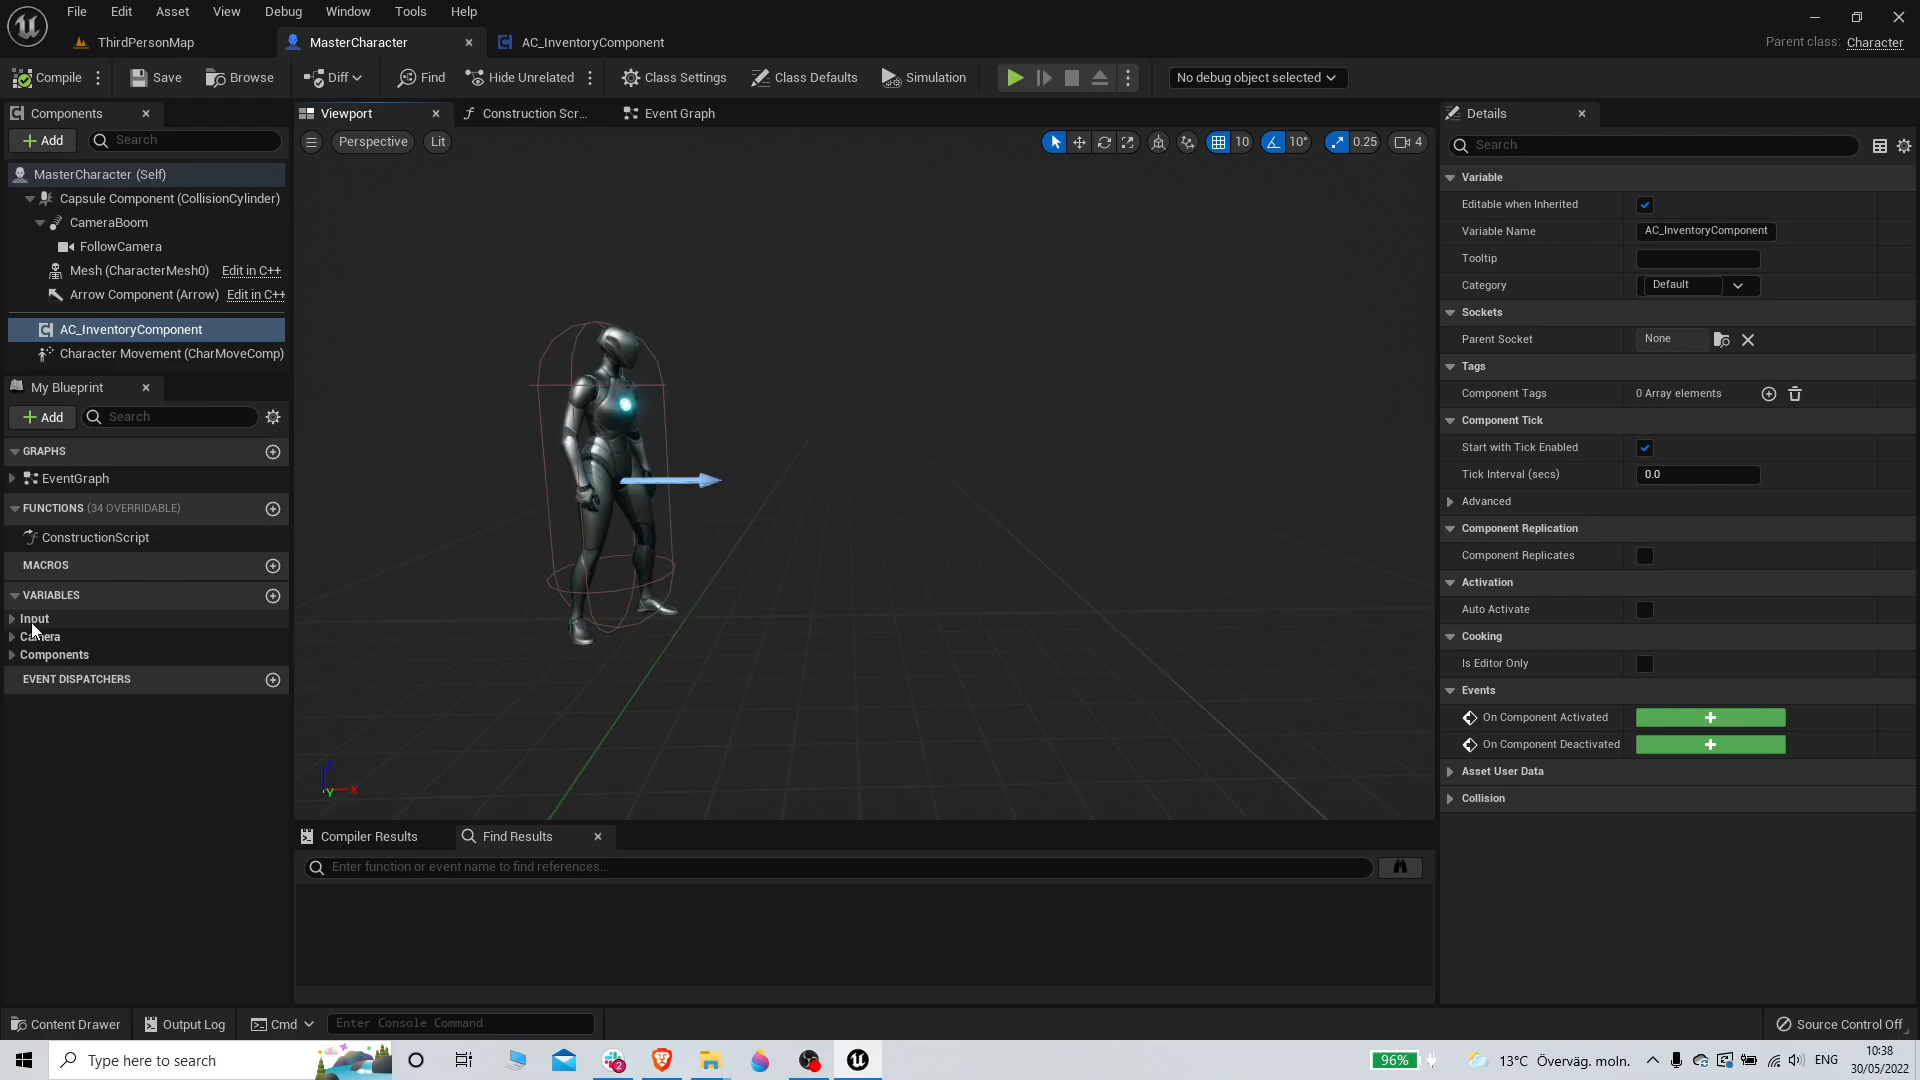 File Edit Asset View Debug Window Tools Help
ThirdPersonMap MasterCharacter AC_InventoryComponent Parent class: Character
Compile Save Browse Diff Find Hide Unrelated Class Settings Class Defaults Simulation No debug object selected
Components Viewport Construction Scr... Event Graph Details
Add Search Perspective Lit 10 10° 0.25 4 Search
MasterCharacter (Self)
Capsule Component (CollisionCylinder)
CameraBoom
FollowCamera
Mesh (CharacterMesh0) Edit in C++
Arrow Component (Arrow) Edit in C++
AC_InventoryComponent
Character Movement (CharMoveComp)
My Blueprint
Add Search
GRAPHS
EventGraph
FUNCTIONS (34 OVERRIDABLE)
ConstructionScript
MACROS
VARIABLES
Input
Camera
Components
EVENT DISPATCHERS
Z
X
Y
Variable
Editable when Inherited
Variable Name AC_InventoryComponent
Tooltip
Category Default
Sockets
Parent Socket None
Tags
Component Tags 0 Array elements
Component Tick
Start with Tick Enabled
Tick Interval (secs) 0.0
Advanced
Component Replication
Component Replicates
Activation
Auto Activate
Cooking
Is Editor Only
Events
On Component Activated
On Component Deactivated
Asset User Data
Collision
Compiler Results Find Results
Enter function or event name to find references...
Content Drawer Output Log Cmd Enter Console Command Source Control Off
Type here to search 2 96% 13°C Överväg. moln. ENG 10:38
30/05/2022